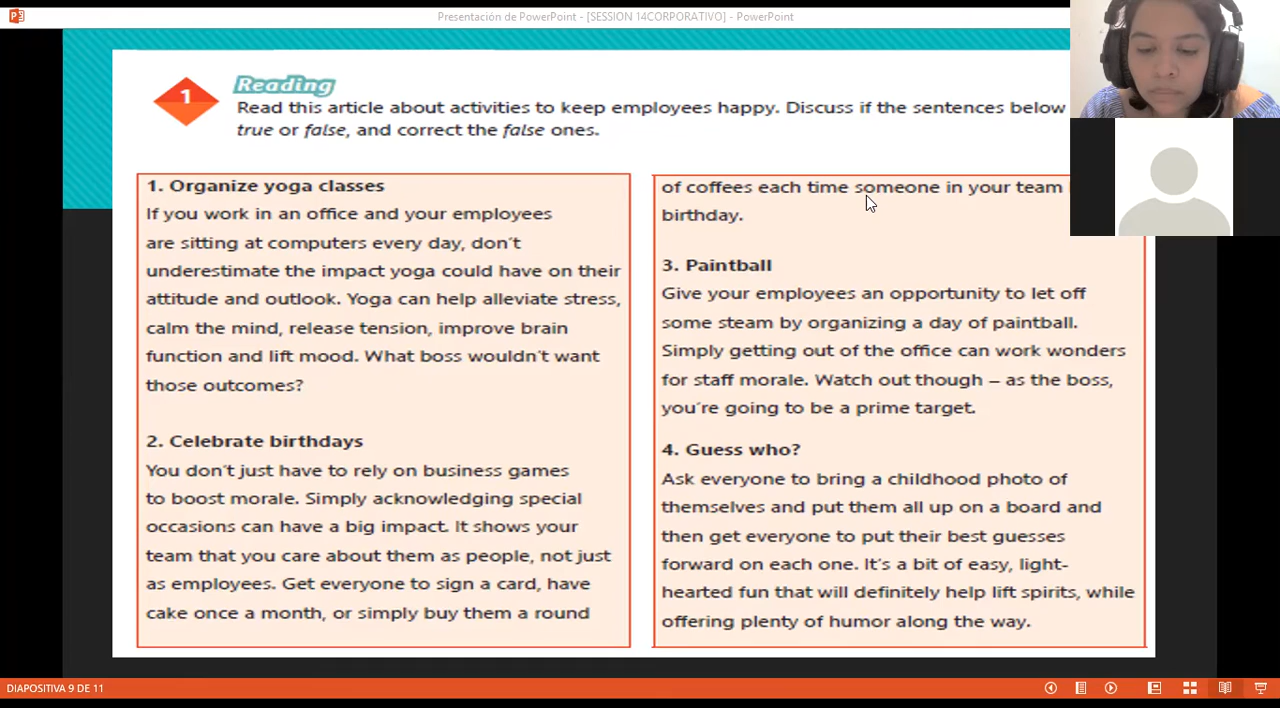 Presentación de PowerPoint - [SESSION 14CORPORATIVO] - PowerPoint
1
Reading
Read this article about activities to keep employees happy. Discuss if the sentences below
true or false, and correct the false ones.
1. Organize yoga classes
If you work in an office and your employees
are sitting at computers every day, don´t
underestimate the impact yoga could have on their
attitude and outlook. Yoga can help alleviate stress,
calm the mind, release tension, improve brain
function and lift mood. What boss wouldn´t want
those outcomes?
2. Celebrate birthdays
You don´t just have to rely on business games
to boost morale. Simply acknowledging special
occasions can have a big impact. It shows your
team that you care about them as people, not just
as employees. Get everyone to sign a card, have
cake once a month, or simply buy them a round
of coffees each time someone in your team
birthday.
3. Paintball
Give your employees an opportunity to let off
some steam by organizing a day of paintball.
Simply getting out of the office can work wonders
for staff morale. Watch out though – as the boss,
you´re going to be a prime target.
4. Guess who?
Ask everyone to bring a childhood photo of
themselves and put them all up on a board and
then get everyone to put their best guesses
forward on each one. It´s a bit of easy, light-
hearted fun that will definitely help lift spirits, while
offering plenty of humor along the way.
DIAPOSITIVA 9 DE 11